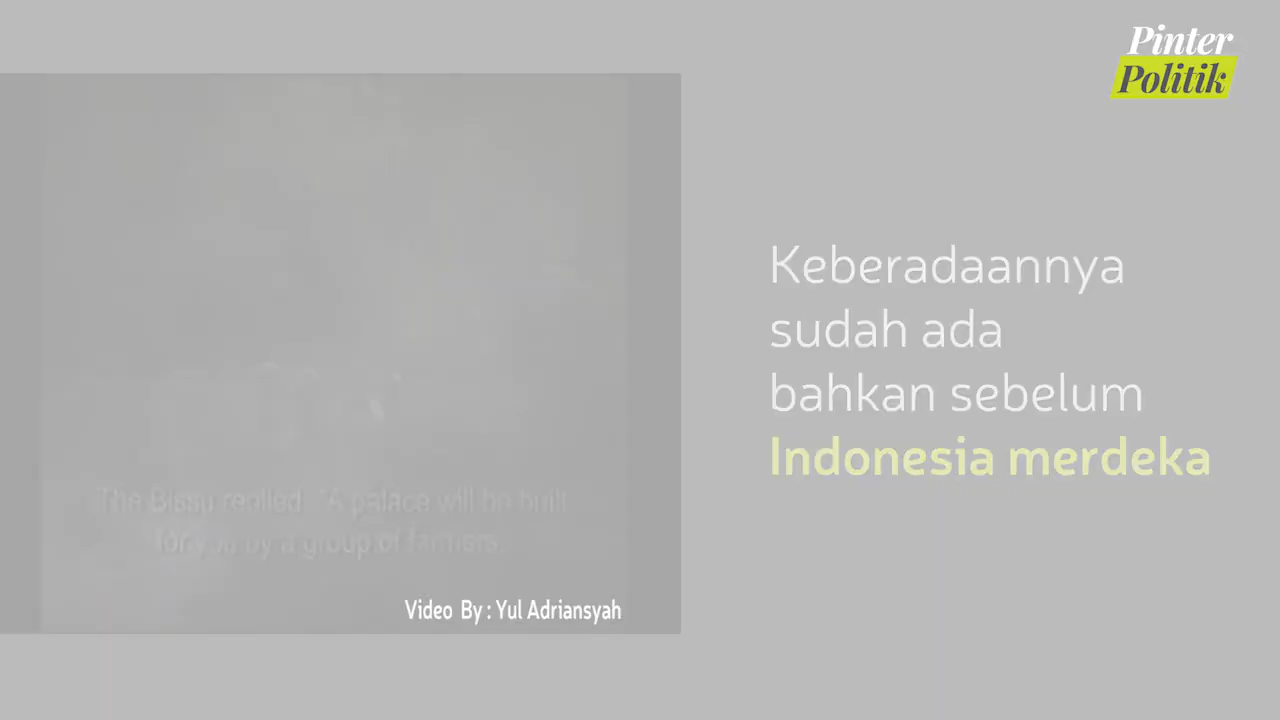 Pinter
Politik
Keberadaannya
sudah ada
bahkan sebelum
Indonesia merdeka
The Bissu replied, "A palace will be built
for you by a group of farmers.
Video By : Yul Adriansyah